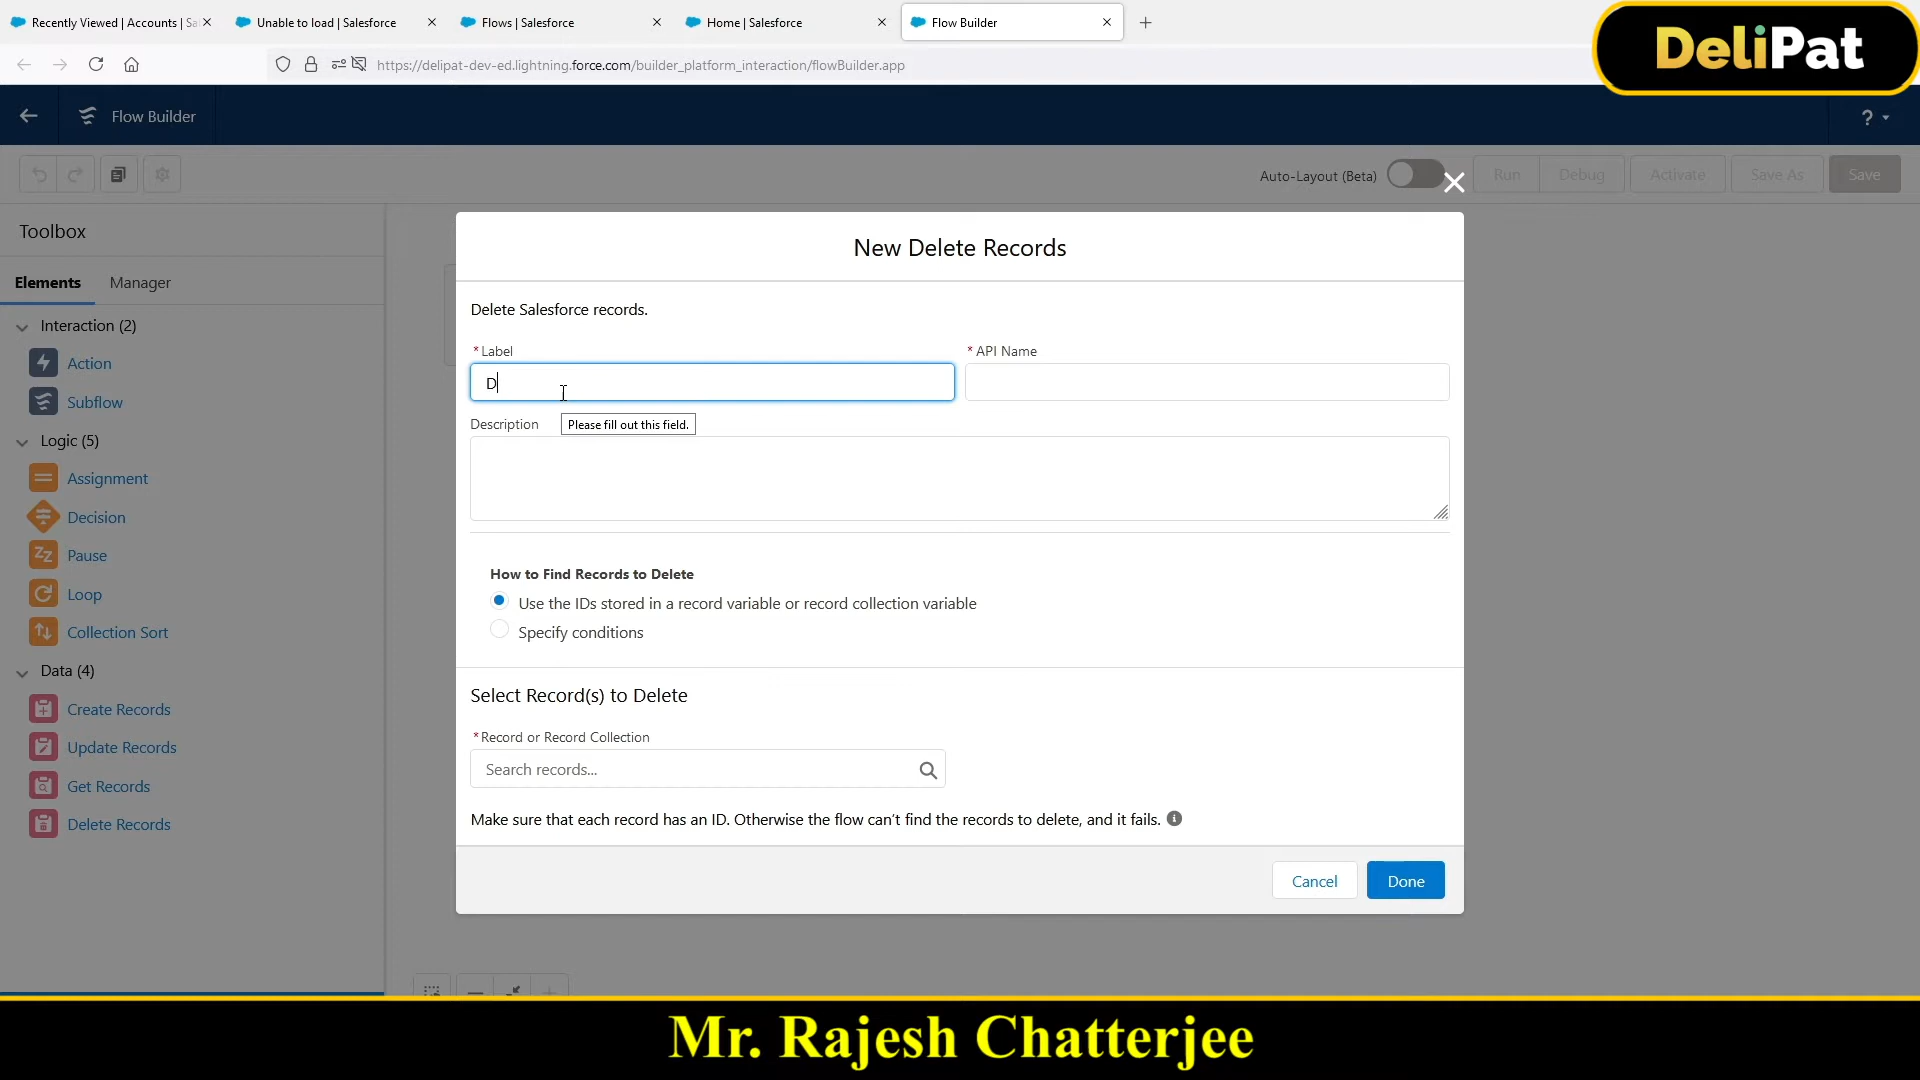 Recently Viewed | Accounts | Sa
Unable to load | Salesforce
Flows | Salesforce
Home | Salesforce
Flow Builder
https://delipat-dev-ed.lightning.force.com/builder_platform_interaction/flowBuilder.app
DeliPat
Flow Builder
?
Auto-Layout (Beta)
Run
Debug
Activate
Save As
Save
Toolbox
Elements
Manager
Interaction (2)
Action
Subflow
Logic (5)
Assignment
Decision
Pause
Loop
Collection Sort
Data (4)
Create Records
Update Records
Get Records
Delete Records
New Delete Records
Delete Salesforce records.
*Label
* API Name
D
Description
Please fill out this field.
How to Find Records to Delete
Use the IDs stored in a record variable or record collection variable
Specify conditions
Select Record(s) to Delete
*Record or Record Collection
Search records...
Make sure that each record has an ID. Otherwise the flow can't find the records to delete, and it fails.
Cancel
Done
Mr. Rajesh Chatterjee